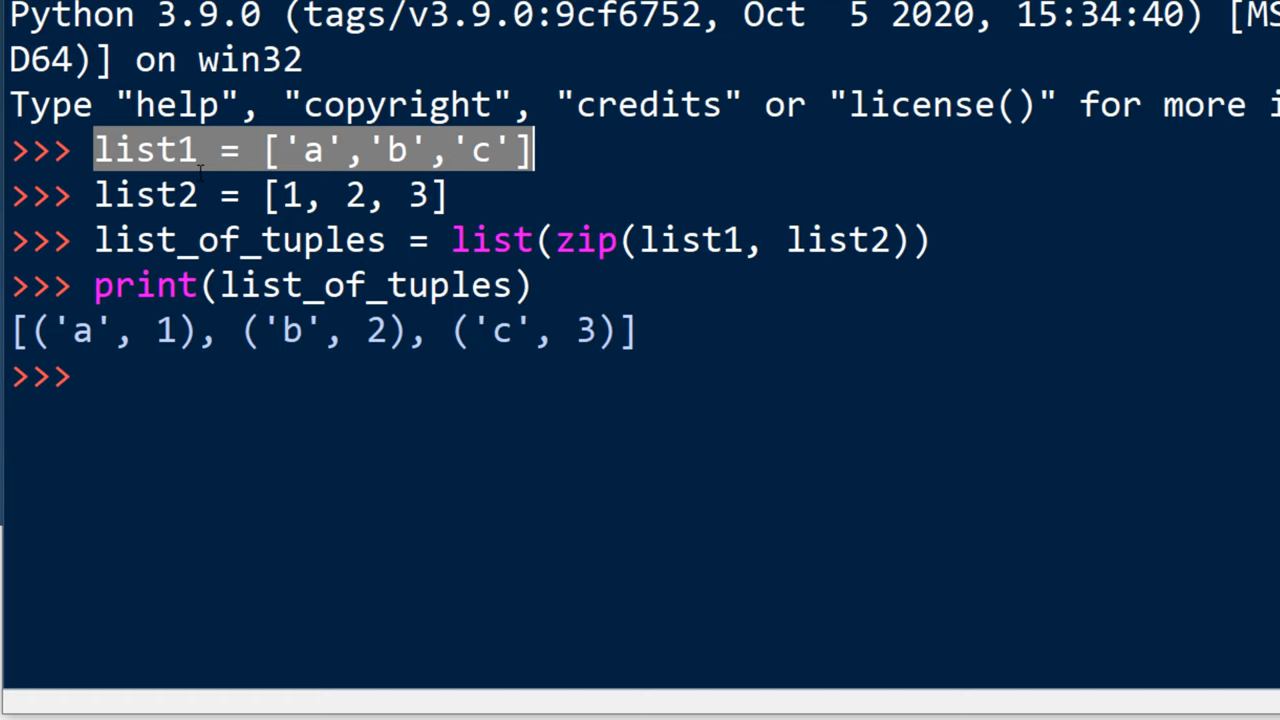 Python 3.9.0 (tags/v3.9.0:9cf6752, Oct  5 2020, 15:34:40) [MS
D64)] on win32
Type "help", "copyright", "credits" or "license()" for more i
>>> list1 = ['a','b','c']
>>> list2 = [1, 2, 3]
>>> list_of_tuples = list(zip(list1, list2))
>>> print(list_of_tuples)
[('a', 1), ('b', 2), ('c', 3)]
>>>